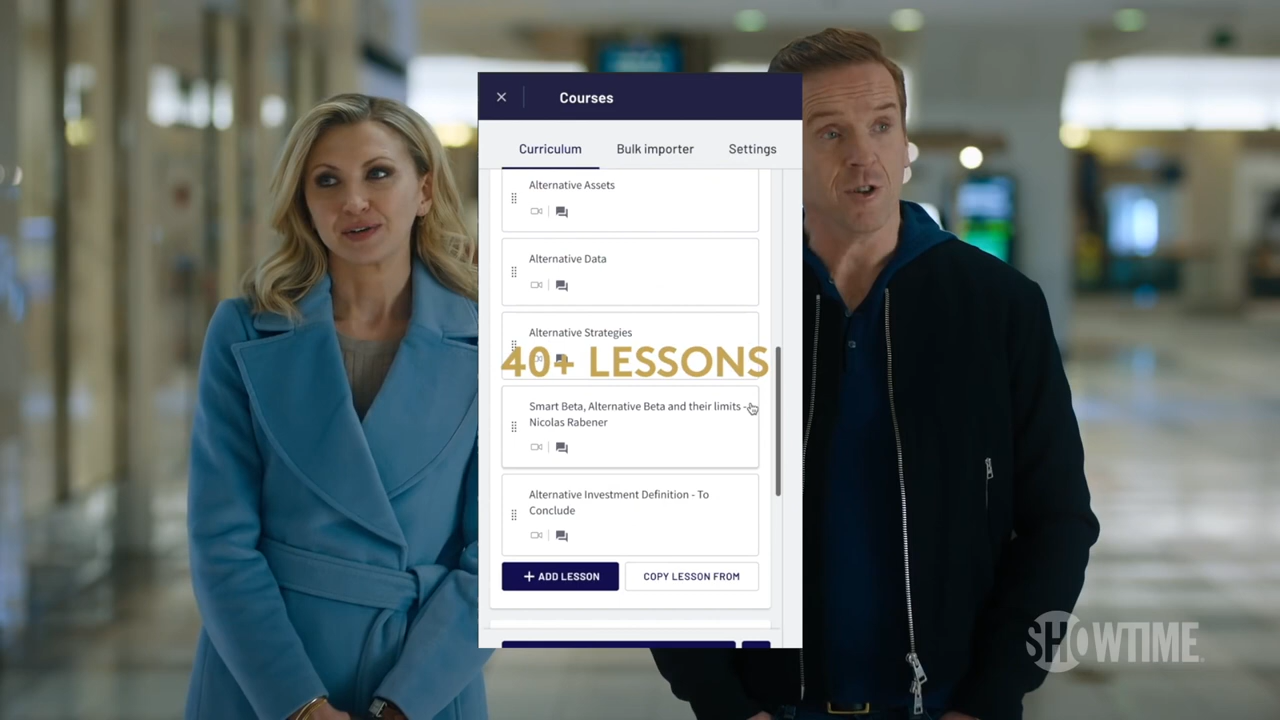 Courses
Curriculum
Bulk importer
Settings
Alternative Assets
Alternative Data
Alternative Strategies
40+ LESSONS
Smart Beta, Alternative Beta and their limits -
Nicolas Rabener
Alternative Investment Definition - To
Conclude
+ ADD LESSON
COPY LESSON FROM
SHOWTIME